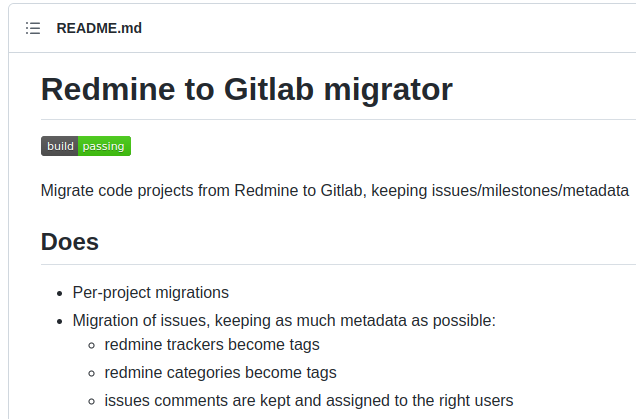 README.md
Redmine to Gitlab migrator
build passing
Migrate code projects from Redmine to Gitlab, keeping issues/milestones/metadata
Does
Per-project migrations
Migration of issues, keeping as much metadata as possible:
redmine trackers become tags
redmine categories become tags
issues comments are kept and assigned to the right users